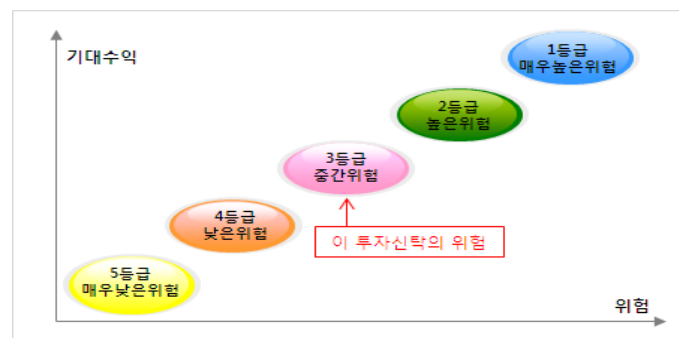 기대수익
1등급
매우높은위험
2등급
높은위험
3등급
중간위험
4등급
낮은위험
이 투자신탁의 위험
5등급
매우낮은위험
위험